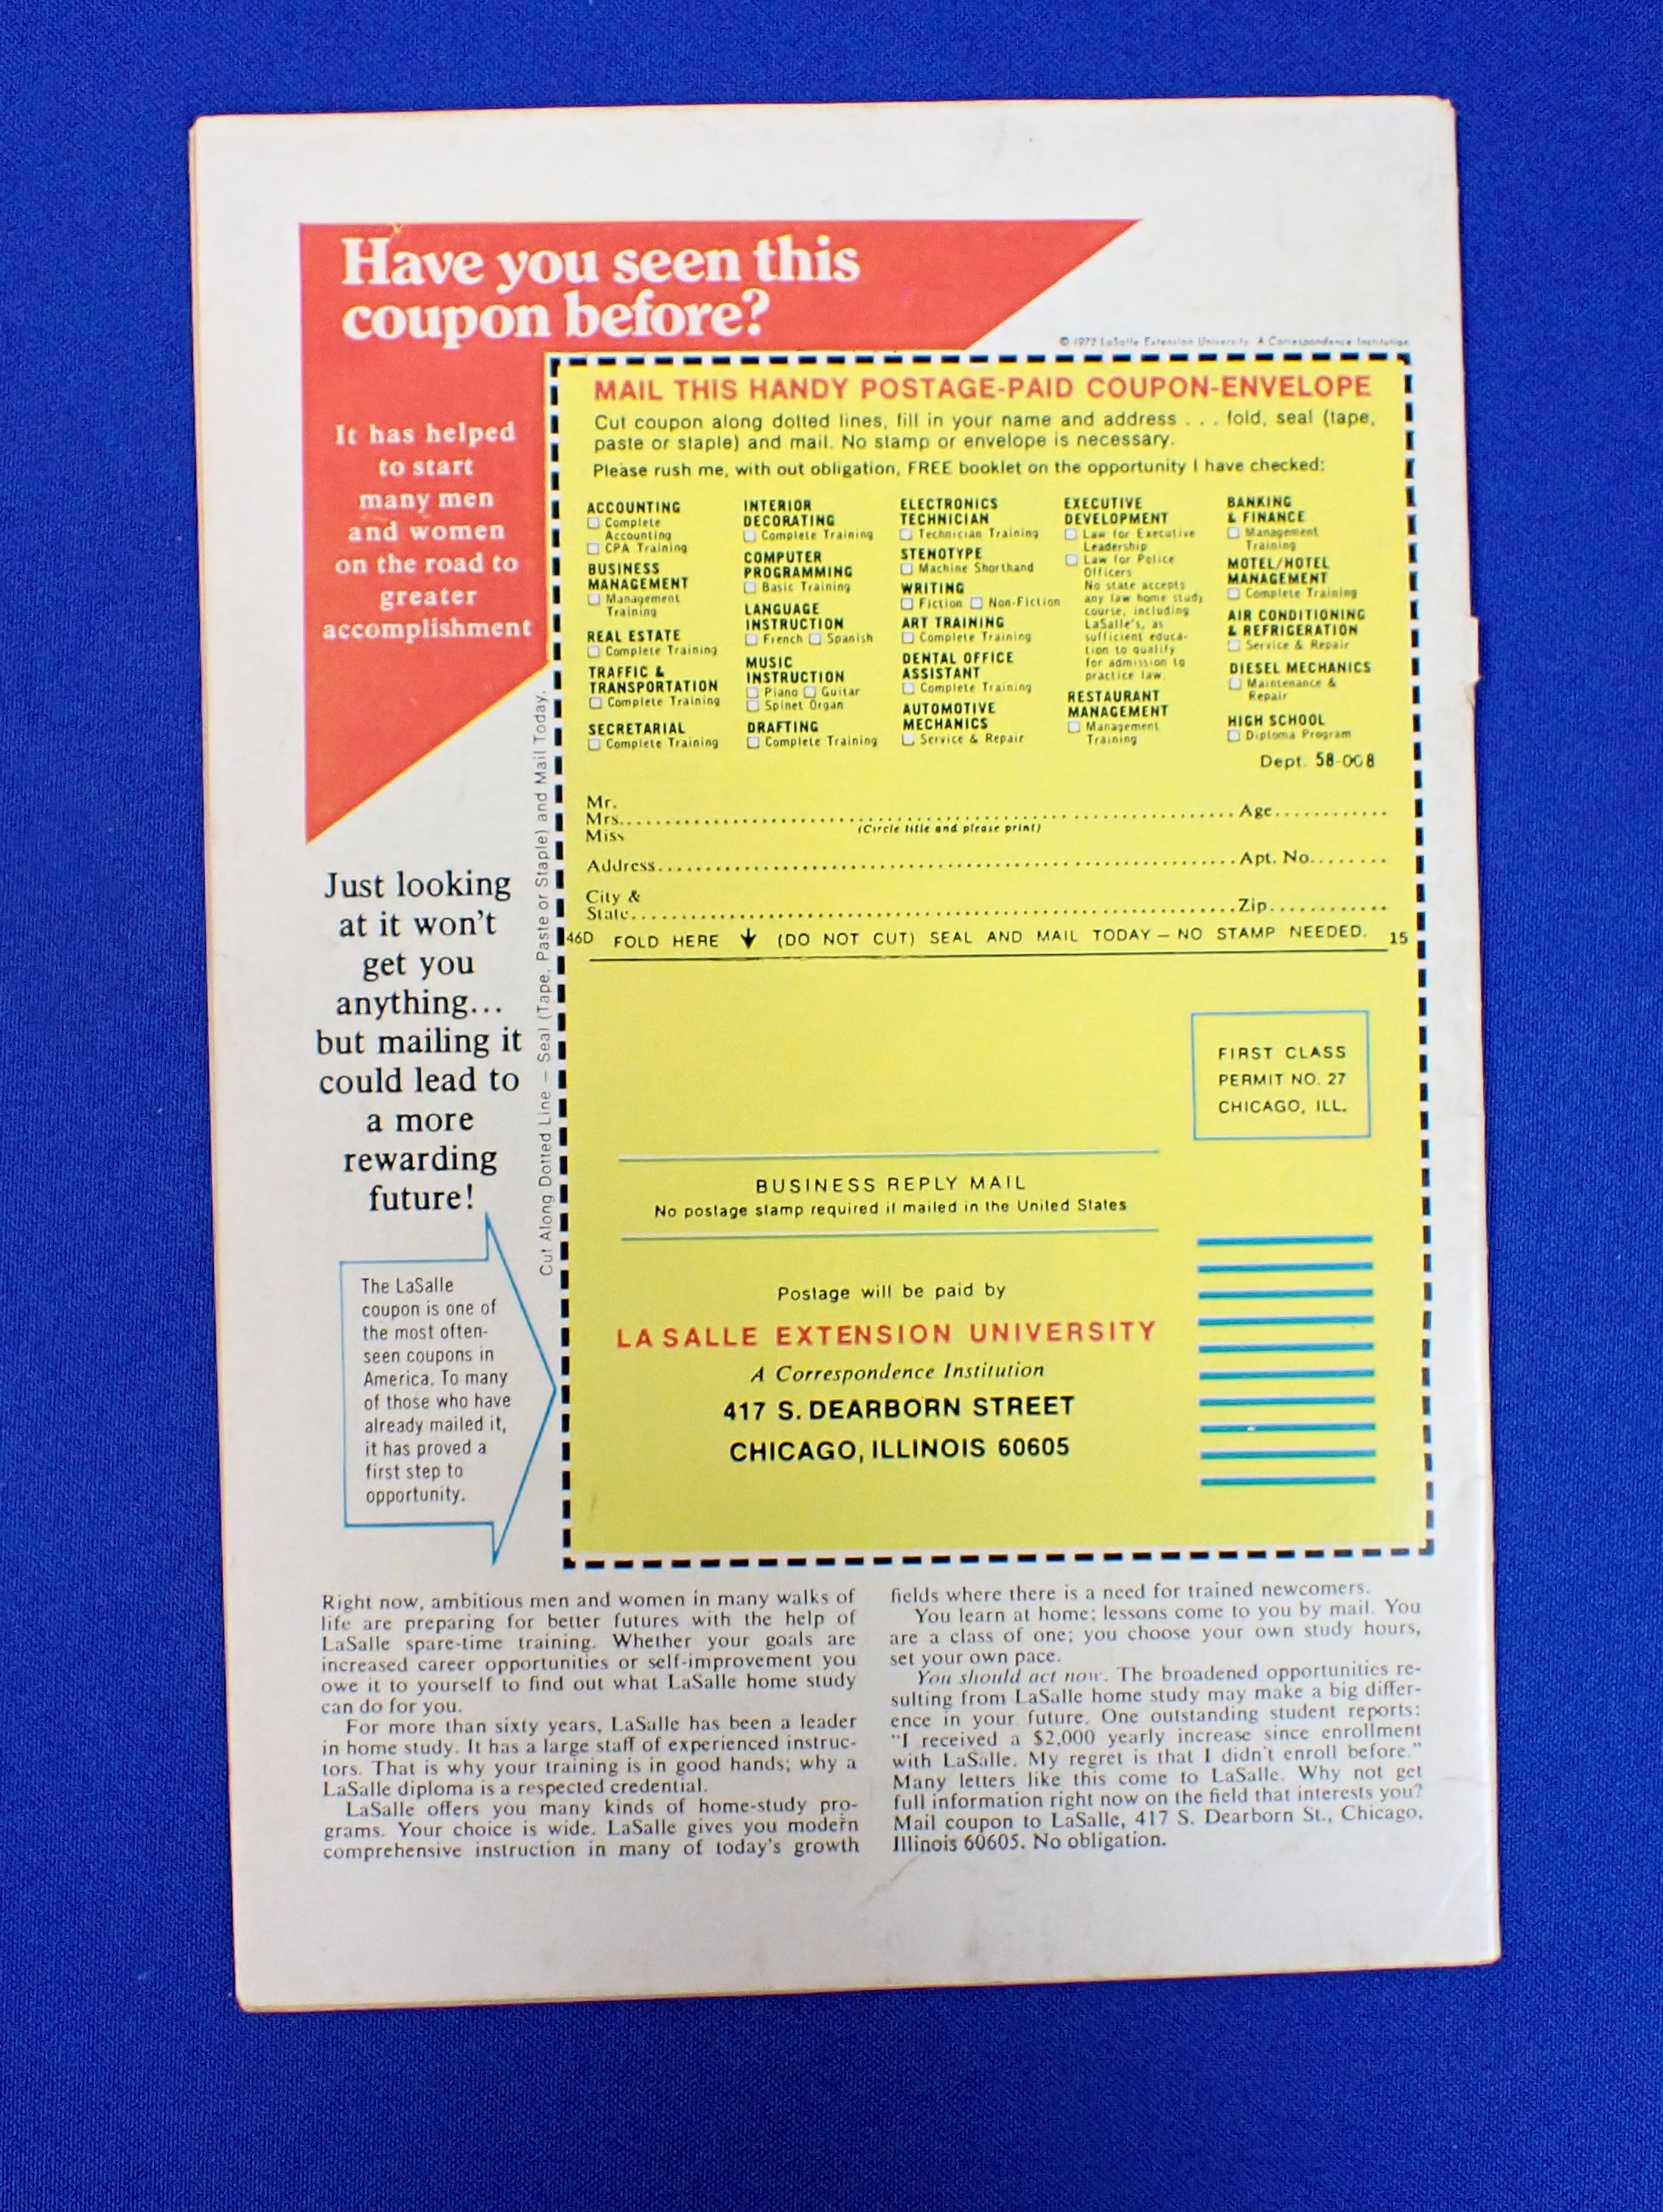 Have you seen this
coupon before?
It has helped
to start
many men
and women
on the road to
greater
accomplishment
Just looking
at it won't
get you
anything...
but mailing it
could lead to
a more
rewarding
future!
The LaSalle
coupon is one of
the most often-
seen coupons in
America. To many
of those who have
already mailed it,
it has proved a
first step to
opportunity.
Cut Along Dotted Line – Seal (Tape, Paste or Staple) and Mail Today.
© 1972 LaSalle Extension University A Correspondence Institution
MAIL THIS HANDY POSTAGE-PAID COUPON-ENVELOPE
Cut coupon along dotted lines, fill in your name and address . . . fold, seal (tape,
paste or staple) and mail. No stamp or envelope is necessary.
Please rush me, with out obligation, FREE booklet on the opportunity I have checked:
ACCOUNTING
Complete
Accounting
CPA Training
BUSINESS
MANAGEMENT
Management
Training
REAL ESTATE
Complete Training
TRAFFIC &
TRANSPORTATION
Complete Training
SECRETARIAL
Complete Training
INTERIOR
DECORATING
Complete Training
COMPUTER
PROGRAMMING
Basic Training
LANGUAGE
INSTRUCTION
French Spanish
MUSIC
INSTRUCTION
Piano Guitar
Spinet Organ
DRAFTING
Complete Training
ELECTRONICS
TECHNICIAN
Technician Training
STENOTYPE
Machine Shorthand
WRITING
Fiction Non-Fiction
ART TRAINING
Complete Training
DENTAL OFFICE
ASSISTANT
Complete Training
AUTOMOTIVE
MECHANICS
Service & Repair
EXECUTIVE
DEVELOPMENT
Law for Executive
Leadership
Law for Police
Officers
No state accepts
any law home study
course, including
LaSalle's, as
sufficient educa-
tion to qualify
for admission to
practice law.
RESTAURANT
MANAGEMENT
Management
Training
BANKING
& FINANCE
Management
Training
MOTEL/HOTEL
MANAGEMENT
Complete Training
AIR CONDITIONING
& REFRIGERATION
Service & Repair
DIESEL MECHANICS
Maintenance &
Repair
HIGH SCHOOL
Diploma Program
Dept. 58-008
Mr.
Mrs. Age
Miss
(Circle title and please print)
Address Apt. No.
City &
State Zip
46D FOLD HERE (DO NOT CUT) SEAL AND MAIL TODAY – NO STAMP NEEDED. 15
FIRST CLASS
PERMIT NO. 27
CHICAGO, ILL.
BUSINESS REPLY MAIL
No postage stamp required if mailed in the United States
Postage will be paid by
LA SALLE EXTENSION UNIVERSITY
A Correspondence Institution
417 S. DEARBORN STREET
CHICAGO, ILLINOIS 60605
Right now, ambitious men and women in many walks of
life are preparing for better futures with the help of
LaSalle spare-time training. Whether your goals are
increased career opportunities or self-improvement you
owe it to yourself to find out what LaSalle home study
can do for you.
For more than sixty years, LaSalle has been a leader
in home study. It has a large staff of experienced instruc-
tors. That is why your training is in good hands; why a
LaSalle diploma is a respected credential.
LaSalle offers you many kinds of home-study pro-
grams. Your choice is wide. LaSalle gives you modern
comprehensive instruction in many of today's growth
fields where there is a need for trained newcomers.
You learn at home; lessons come to you by mail. You
are a class of one; you choose your own study hours,
set your own pace.
You should act now. The broadened opportunities re-
sulting from LaSalle home study may make a big differ-
ence in your future. One outstanding student reports:
"I received a $2,000 yearly increase since enrollment
with LaSalle. My regret is that I didn't enroll before."
Many letters like this come to LaSalle. Why not get
full information right now on the field that interests you?
Mail coupon to LaSalle, 417 S. Dearborn St., Chicago,
Illinois 60605. No obligation.